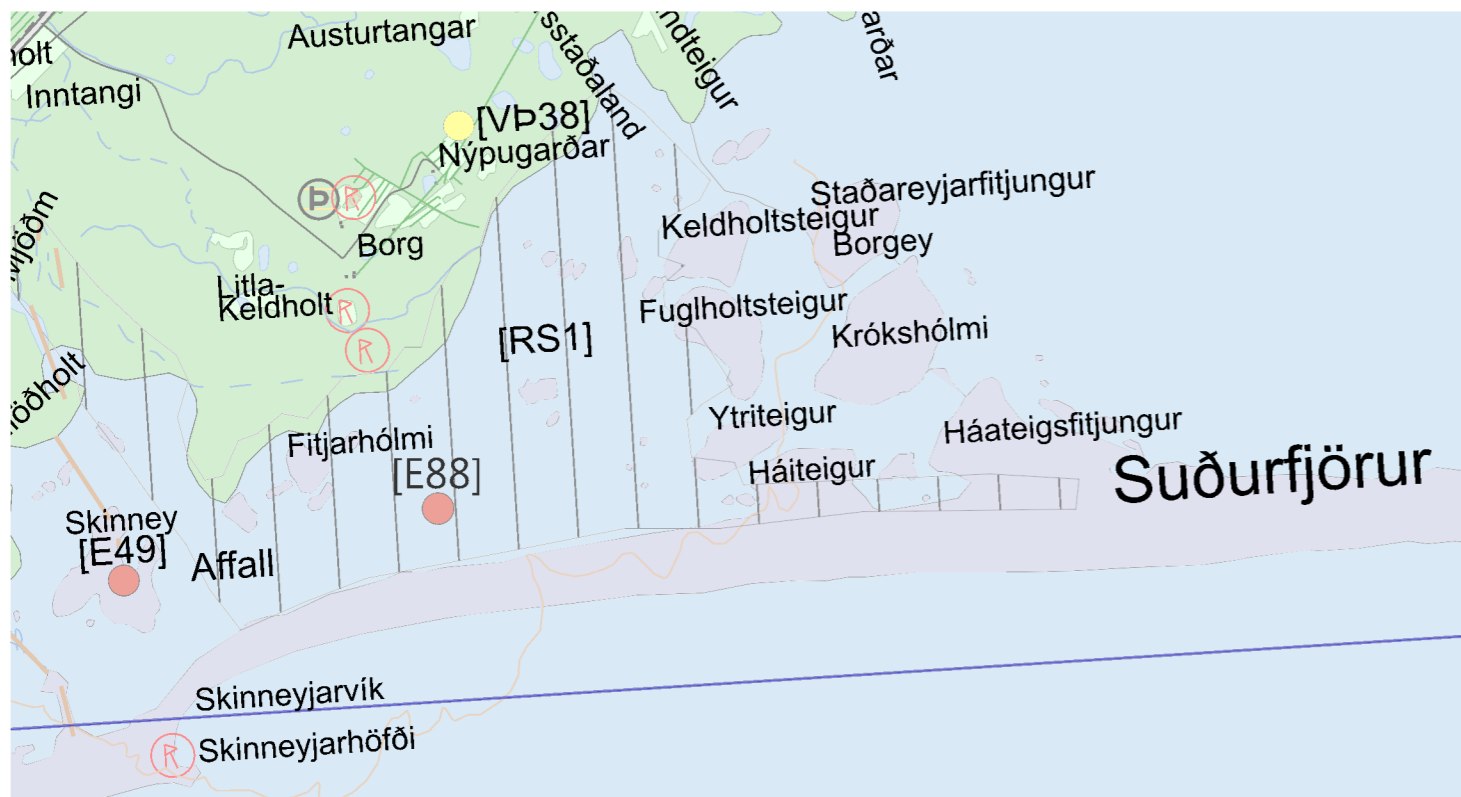 Austurtangar
Inntangi
[VÞ38]
Nýpugarðar
Þ
Staðareyjarfitjungur
Keldholtsteigur
Borgey
Borg
Litla-
Keldholt
Fuglholtsteigur
Krókshólmi
[RS1]
Ytriteigur
Háateigsfitjungur
Fitjarhólmi
Háiteigur
[E88]
Suðurfjörur
Skinney
[E49]
Affall
Skinneyjarvík
Skinneyjarhöfði